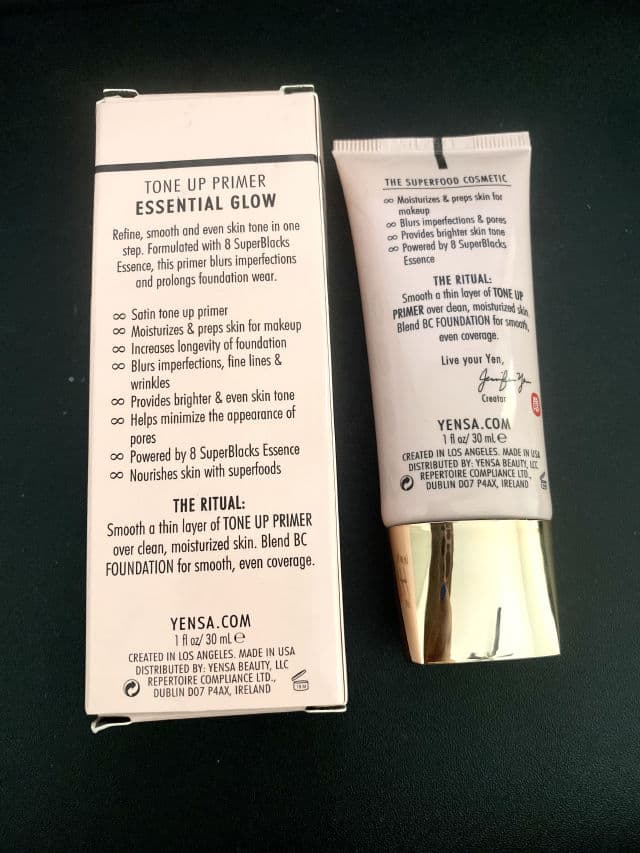 TONE UP PRIMER
ESSENTIAL GLOW
Refine, smooth and even skin tone in one
step. Formulated with 8 SuperBlacks
Essence, this primer blurs imperfections
and prolongs foundation wear.
∞ Satin tone up primer
∞ Moisturizes & preps skin for makeup
∞ Increases longevity of foundation
∞ Blurs imperfections, fine lines &
wrinkles
∞ Provides brighter & even skin tone
∞ Helps minimize the appearance of
pores
∞ Powered by 8 SuperBlacks Essence
∞ Nourishes skin with superfoods
THE RITUAL:
Smooth a thin layer of TONE UP PRIMER
over clean, moisturized skin. Blend BC
FOUNDATION for smooth, even coverage.
YENSA.COM
1 fl oz/ 30 mL ℮
CREATED IN LOS ANGELES. MADE IN USA
DISTRIBUTED BY: YENSA BEAUTY, LLC
REPERTOIRE COMPLIANCE LTD.,
DUBLIN D07 P4AX, IRELAND
THE SUPERFOOD COSMETIC
∞ Moisturizes & preps skin for
makeup
∞ Blurs imperfections & pores
∞ Provides brighter skin tone
∞ Powered by 8 SuperBlacks
Essence
THE RITUAL:
Smooth a thin layer of TONE UP
PRIMER over clean, moisturized skin.
Blend BC FOUNDATION for smooth,
even coverage.
Live your Yen,
Creator
YENSA.COM
1 fl oz/ 30 mL ℮
CREATED IN LOS ANGELES. MADE IN USA
DISTRIBUTED BY: YENSA BEAUTY, LLC
REPERTOIRE COMPLIANCE LTD.,
DUBLIN D07 P4AX, IRELAND